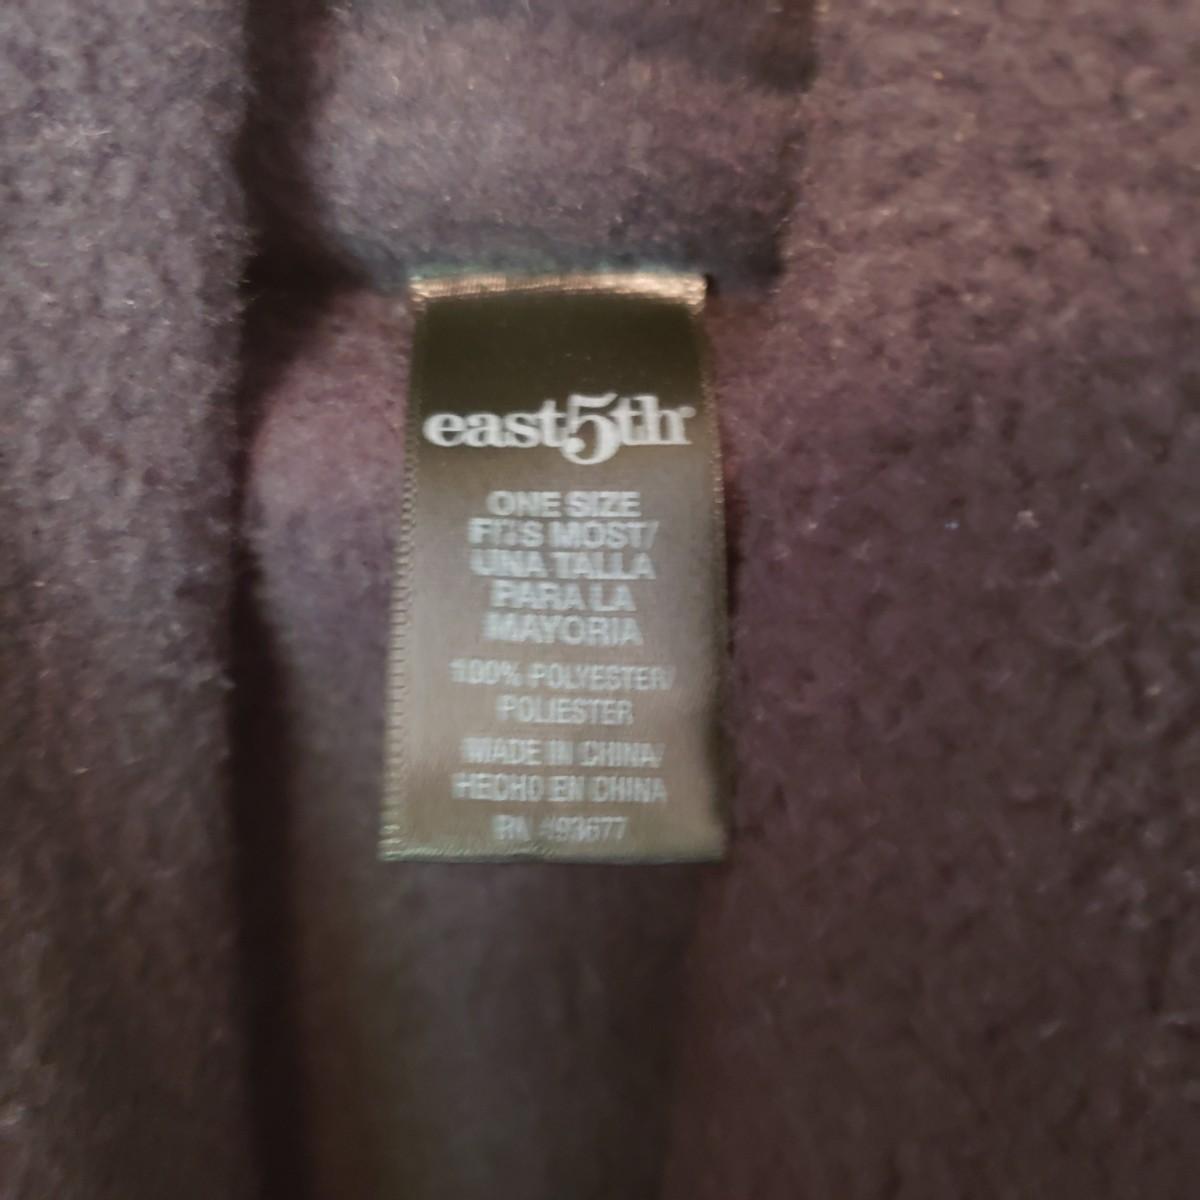 east5th
ONE SIZE
FITS MOST/
UNA TALLA
PARA LA
MAYORIA
100% POLYESTER/
POLIESTER
MADE IN CHINA/
HECHO EN CHINA
RN #93677